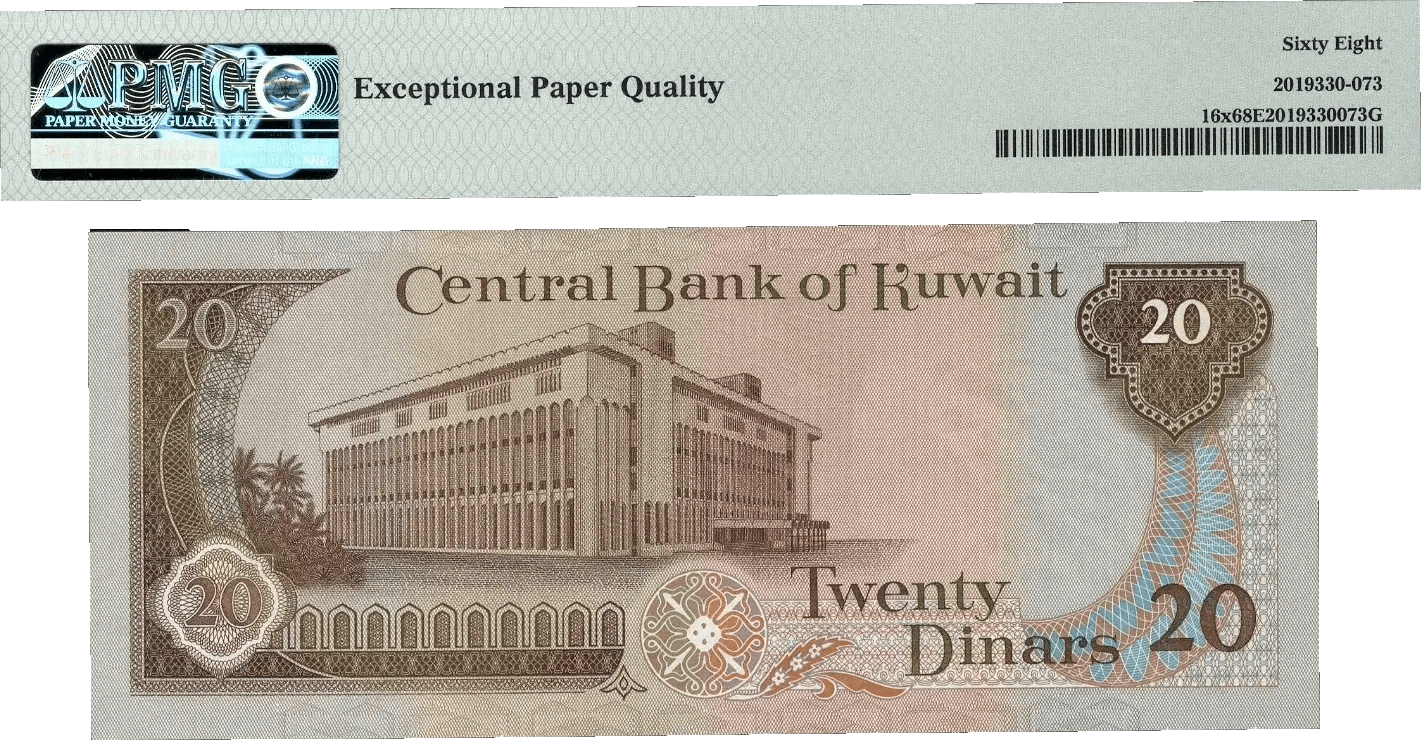 PMG
PAPER MONEY GUARANTY
Exceptional Paper Quality
Sixty Eight
2019330-073
16x68E2019330073G
Central Bank of Kuwait
20
20
20
Twenty
Dinars
20